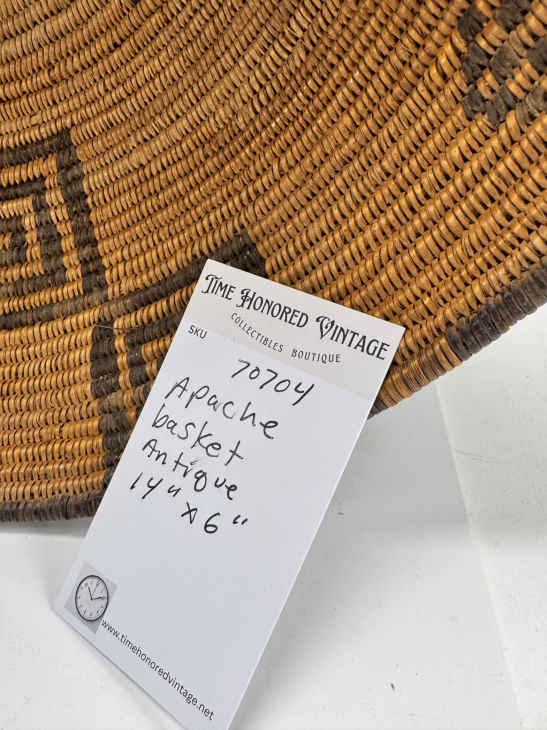 TIME HONORED VINTAGE
COLLECTIBLES BOUTIQUE
SKU
70704
Apache
basket
Antique
14" x 6"
www.timehonoredvintage.net